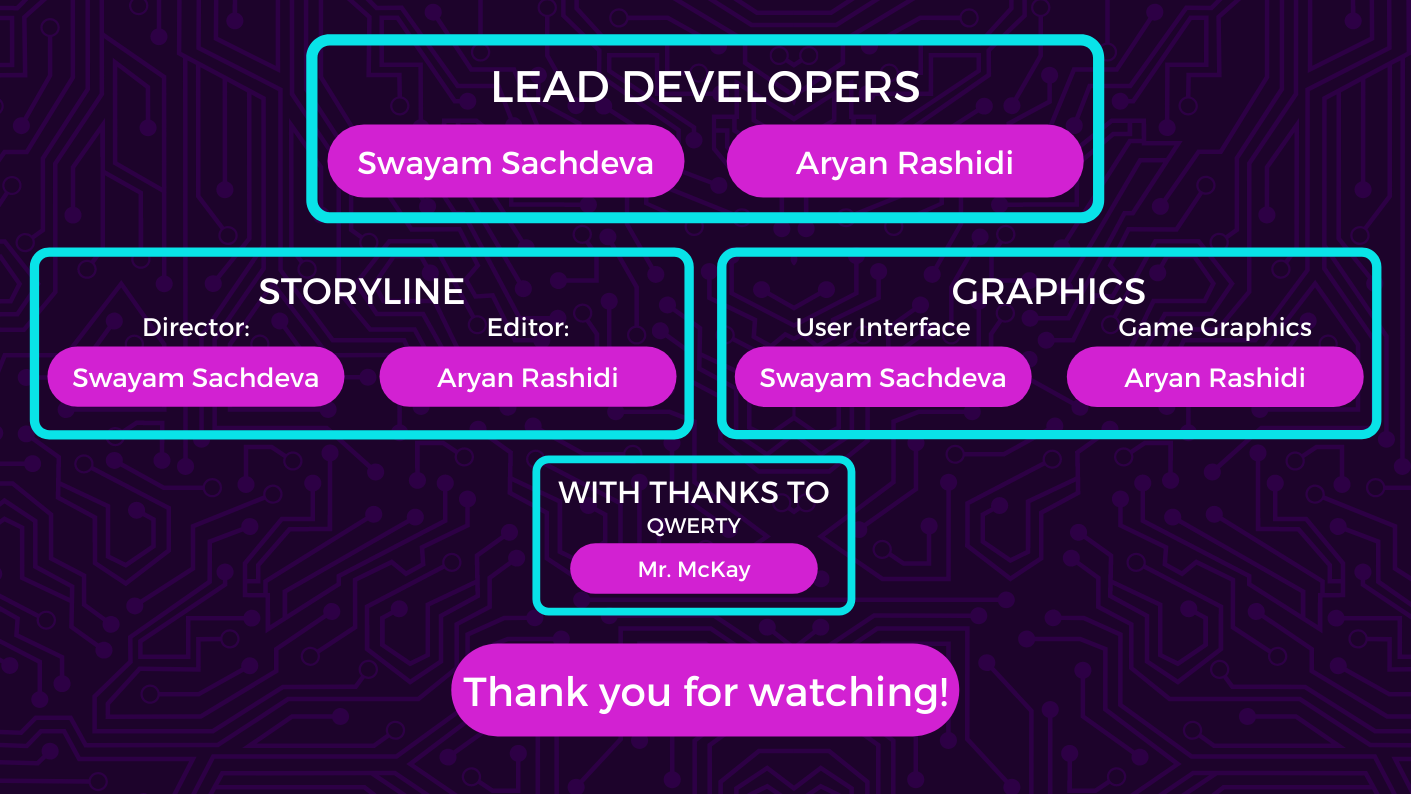 LEAD DEVELOPERS
Swayam Sachdeva
Aryan Rashidi
STORYLINE
Director:
Editor:
Swayam Sachdeva
Aryan Rashidi
GRAPHICS
User Interface
Game Graphics
Swayam Sachdeva
Aryan Rashidi
WITH THANKS TO
QWERTY
Mr. McKay
Thank you for watching!